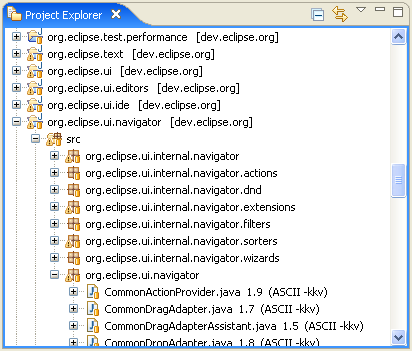 Project Explorer
org.eclipse.test.performance [dev.eclipse.org]
org.eclipse.text [dev.eclipse.org]
org.eclipse.ui [dev.eclipse.org]
org.eclipse.ui.editors [dev.eclipse.org]
org.eclipse.ui.ide [dev.eclipse.org]
org.eclipse.ui.navigator [dev.eclipse.org]
src
org.eclipse.ui.internal.navigator
org.eclipse.ui.internal.navigator.actions
org.eclipse.ui.internal.navigator.dnd
org.eclipse.ui.internal.navigator.extensions
org.eclipse.ui.internal.navigator.filters
org.eclipse.ui.internal.navigator.sorters
org.eclipse.ui.internal.navigator.wizards
org.eclipse.ui.navigator
CommonActionProvider.java 1.9 (ASCII -kkv)
CommonDragAdapter.java 1.7 (ASCII -kkv)
CommonDragAdapterAssistant.java 1.5 (ASCII -kkv)
CommonDropAdapter.java 1.8 (ASCII -kkv)